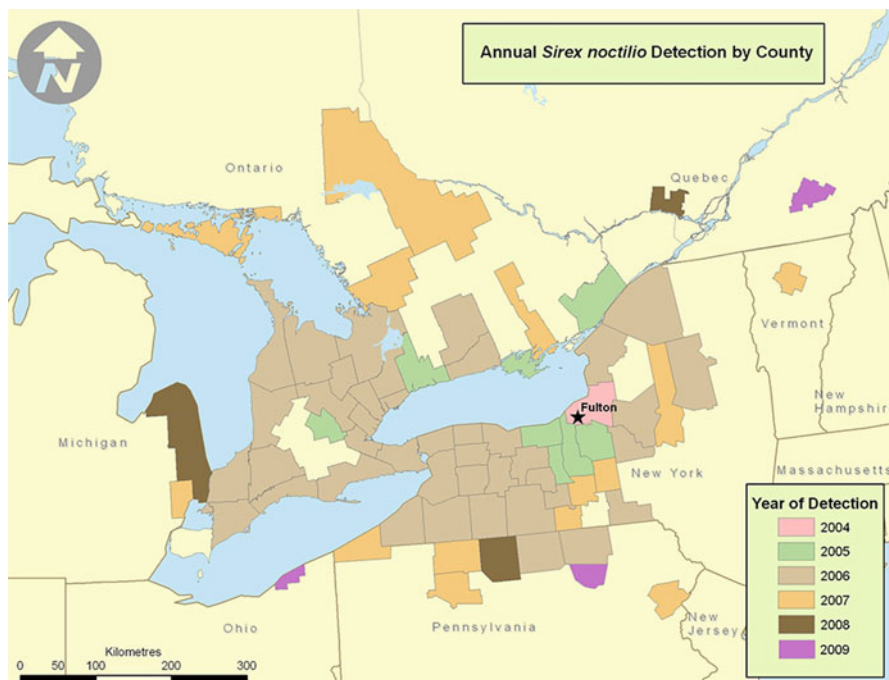 Annual Sirex noctilio Detection by County
N
Ontario
Quebec
Vermont
New
Hampshire
Fulton
Michigan
New York
Massachusetts
Year of Detection
2004
2005
2006
2007
2008
2009
Ohio
Pennsylvania
New
Jersey
Kilometres
0 50 100 200 300